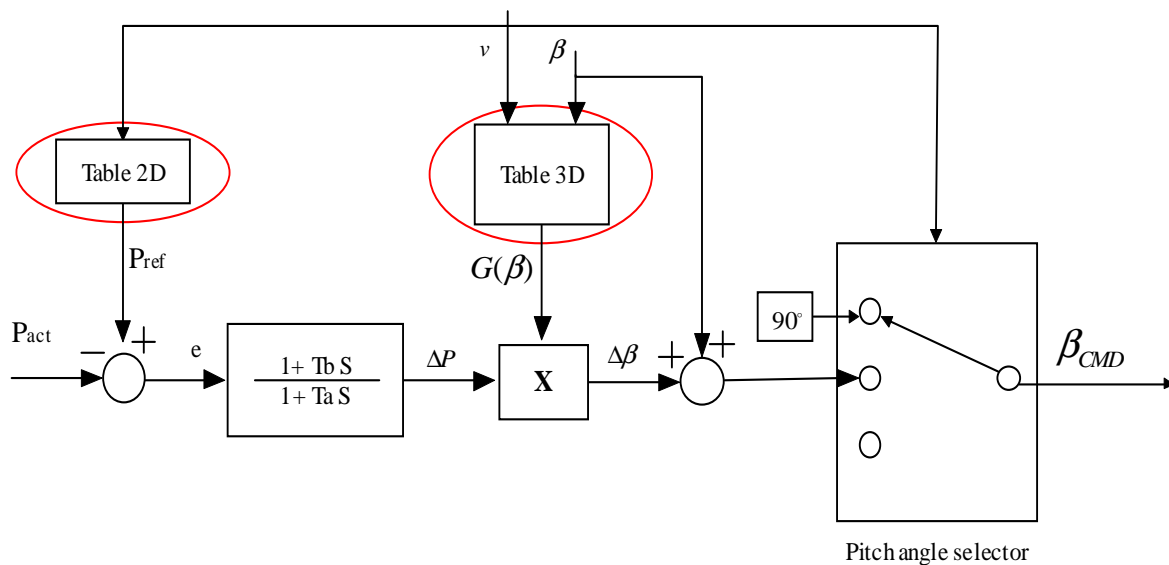 v
β
Table 2D
Table 3D
Pref
G(β)
90°
Pact
−
+
e
1+ Tb S
1+ Ta S
ΔP
X
Δβ
+
+
βCMD
Pitch angle selector